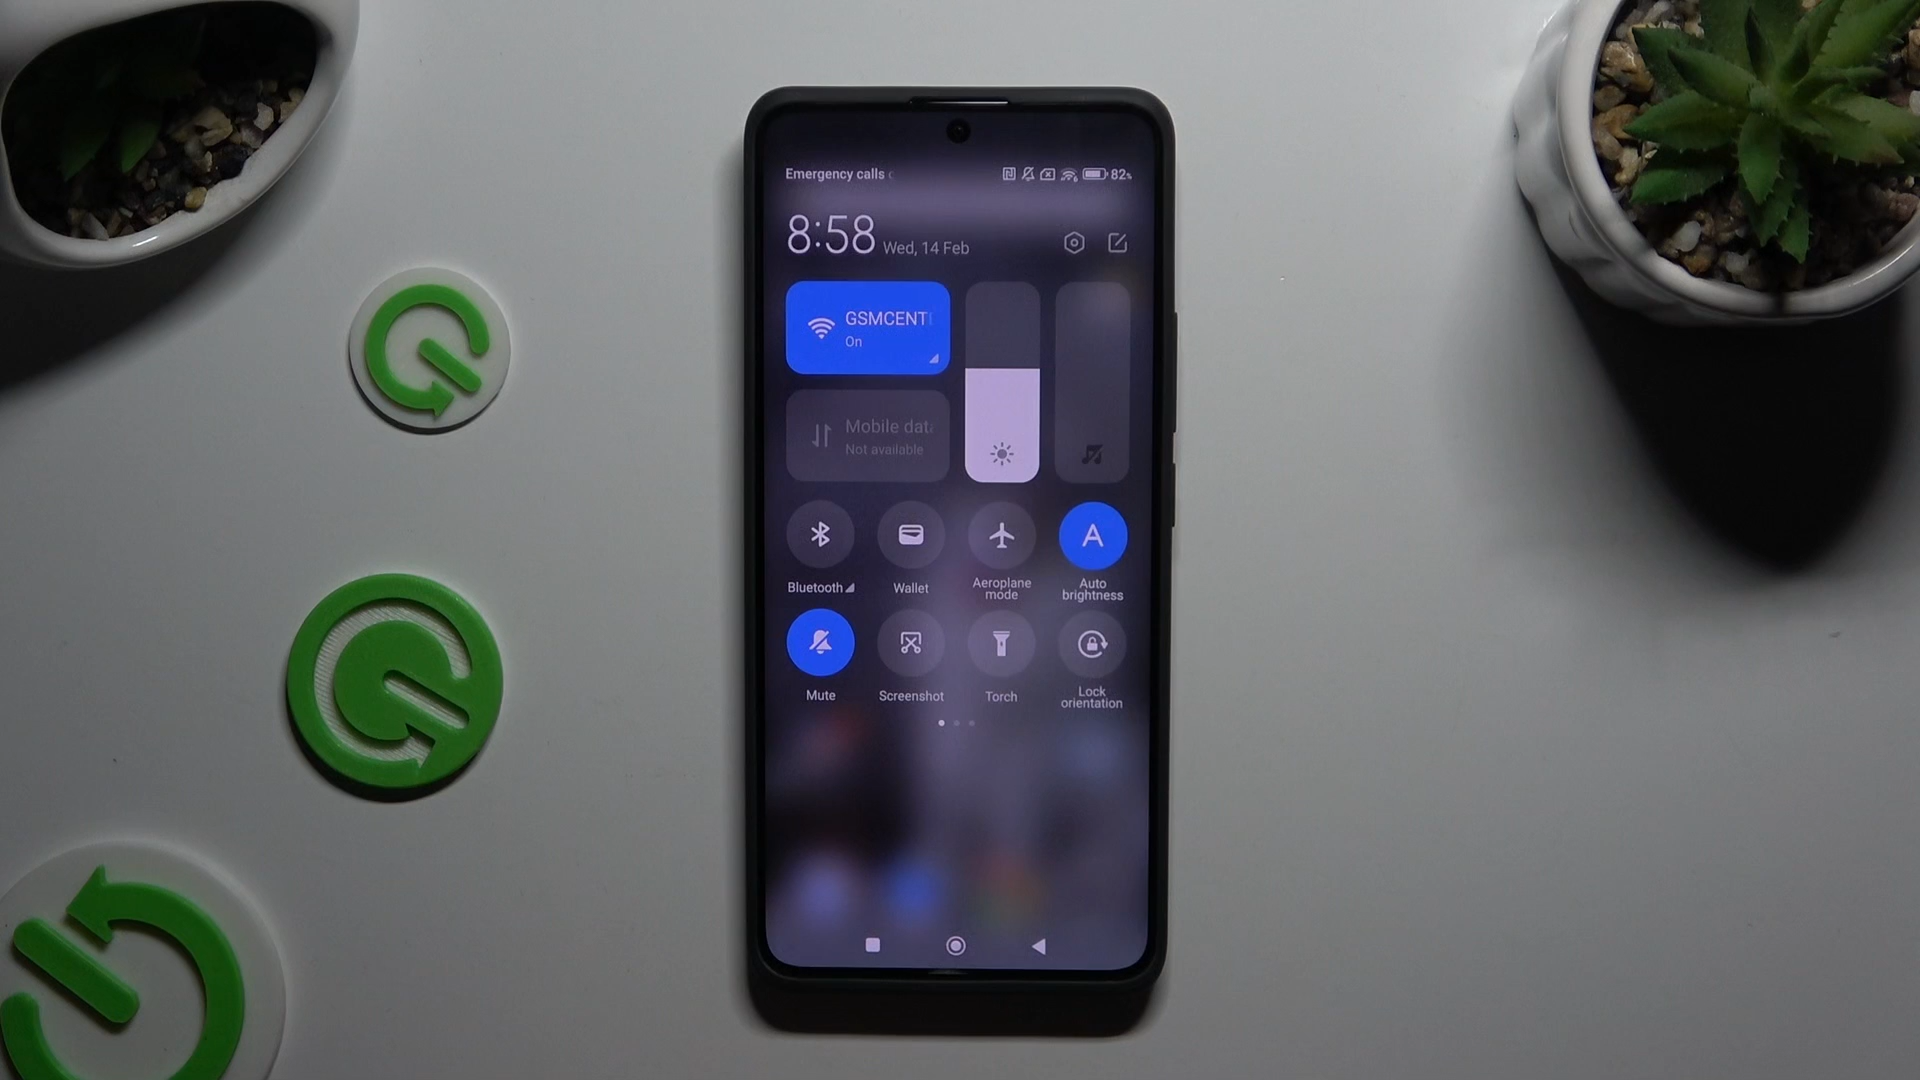 Emergency calls
82%
8:58 Wed, 14 Feb
GSMCENT
On
Mobile data
Not available
A
Bluetooth
Wallet
Aeroplane
mode
Auto
brightness
Mute
Screenshot
Torch
Lock
orientation